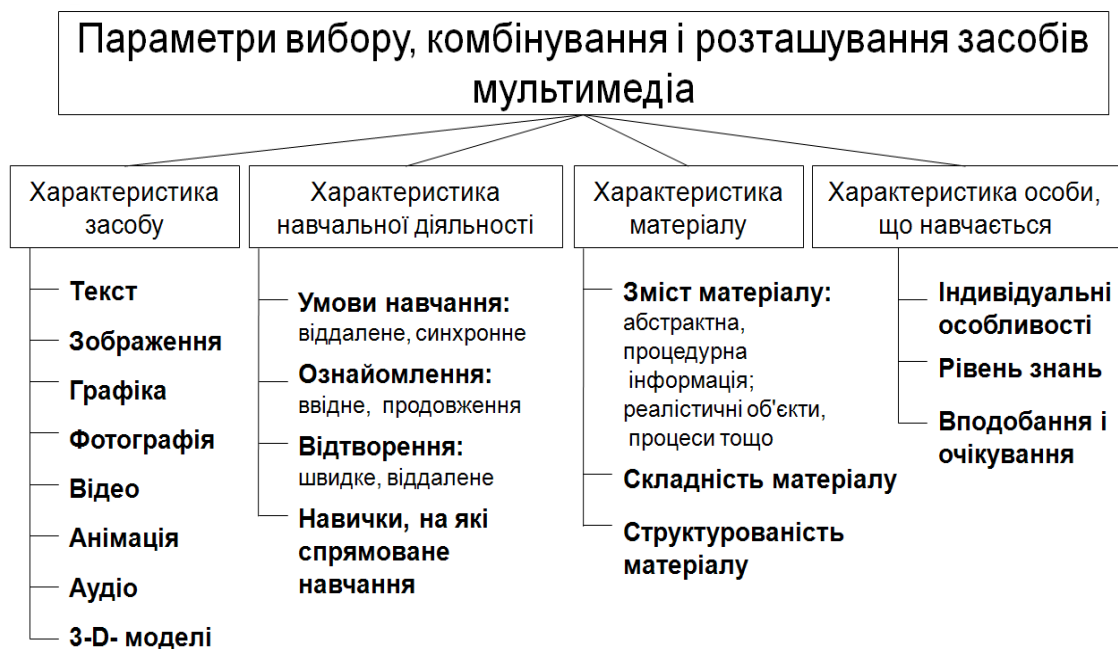 Параметри вибору, комбінування і розташування засобів
мультимедіа
Характеристика
засобу
Текст
Зображення
Графіка
Фотографія
Відео
Анімація
Аудіо
3-D- моделі
Характеристика
навчальної діяльності
Умови навчання:
віддалене, синхронне
Ознайомлення:
ввідне, продовження
Відтворення:
швидке, віддалене
Навички, на які
спрямоване
навчання
Характеристика
матеріалу
Зміст матеріалу:
абстрактна,
процедурна
інформація;
реалістичні об'єкти,
процеси тощо
Складність матеріалу
Структурованість
матеріалу
Характеристика особи,
що навчається
Індивідуальні
особливості
Рівень знань
Вподобання і
очікування